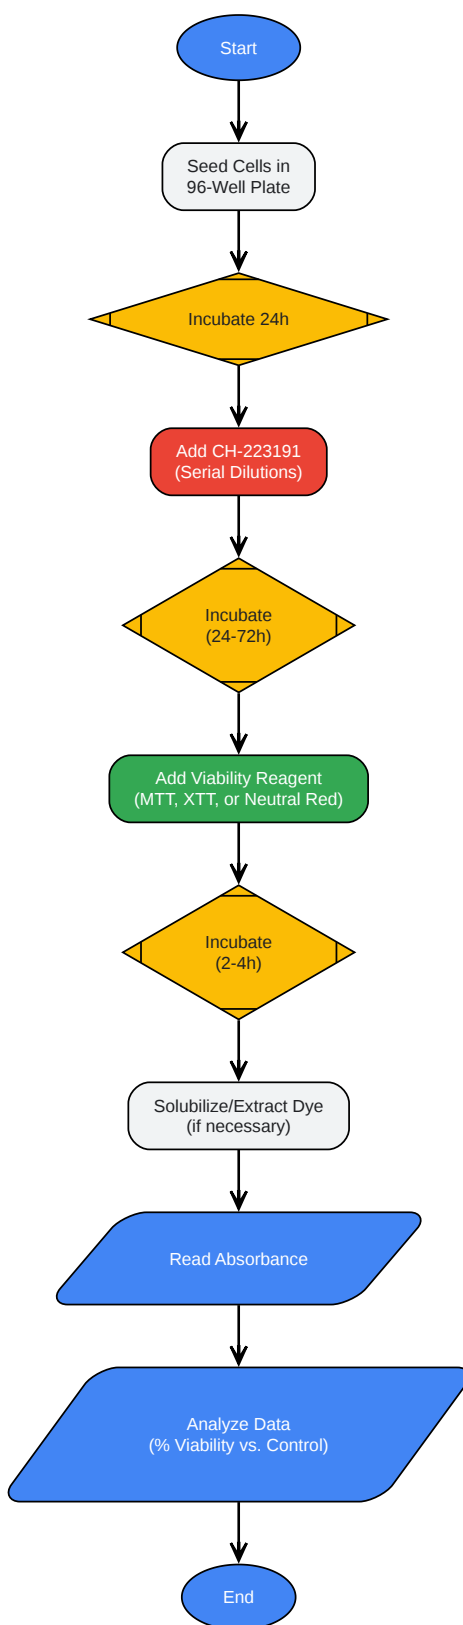 Start
Seed Cells in
96-Well Plate
Incubate 24h
Add CH-223191
(Serial Dilutions)
Incubate
(24-72h)
Add Viability Reagent
(MTT, XTT, or Neutral Red)
Incubate
(2-4h)
Solubilize/Extract Dye
(if necessary)
Read Absorbance
Analyze Data
(% Viability vs. Control)
End